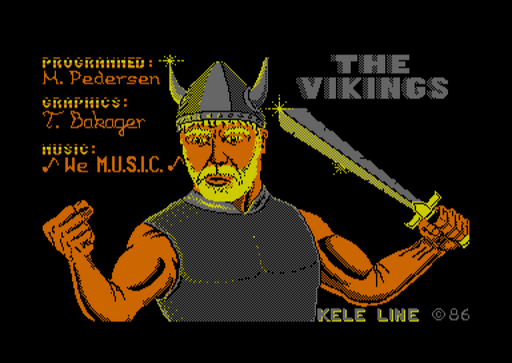 PROGRAMMED:
M. Pedersen
GRAPHICS:
T. Bakager
MUSIC:
♪ We M.U.S.I.C. ♪
THE
VIKINGS
KELE LINE ©86